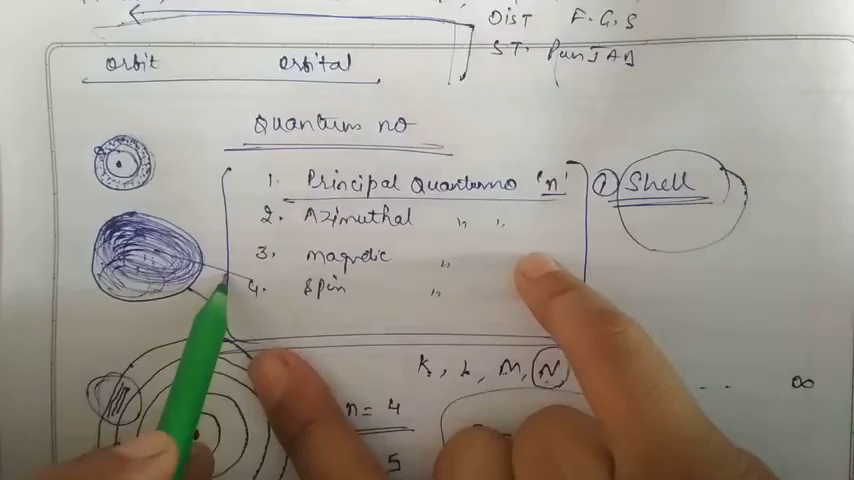 Dist F.G.S
ST. PunJAB
orbit orbital
Quantum no
1. Principal Quantum no 'n' ① Shell
2. Azimuthal " "
3. magnetic "
4. Spin "
K, L, M, N - - ∞
n = 4
5